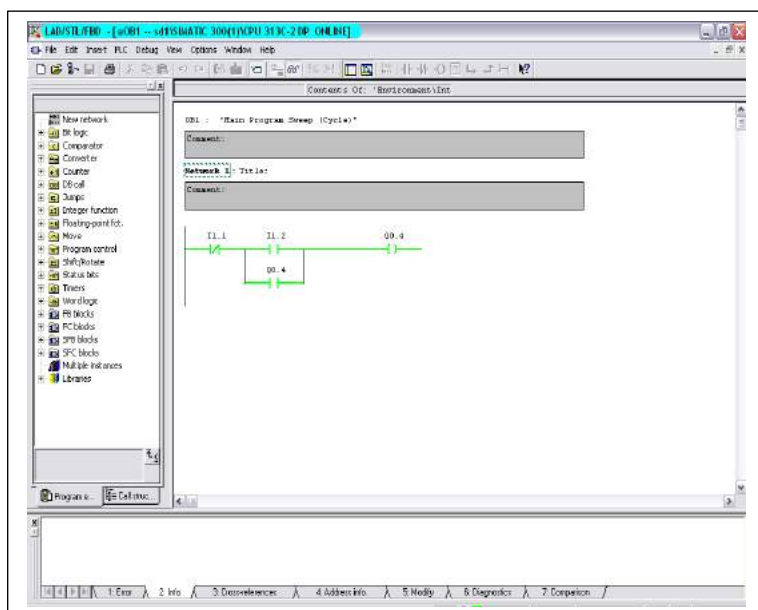 LAD/STL/FBD - [@OB1 -- sd1\SIMATIC 300(1)\CPU 313C-2 DP ONLINE]
File Edit Insert PLC Debug View Options Window Help
Contents Of: 'Environment\Int
New network
Bit logic
Comparator
Converter
Counter
DB call
Jumps
Integer function
Floating-point fct.
Move
Program control
Shift/Rotate
Status bits
Timers
Word logic
FB blocks
FC blocks
SFB blocks
SFC blocks
Multiple instances
Libraries
OB1 : "Main Program Sweep (Cycle)"
Comment:
Network 1: Title:
Comment:
I1.1 I1.2 Q0.4
Q0.4
Program e... Call struc...
1: Error 2: Info 3: Cross-references 4: Address info. 5: Modify 6: Diagnostics 7: Comparison